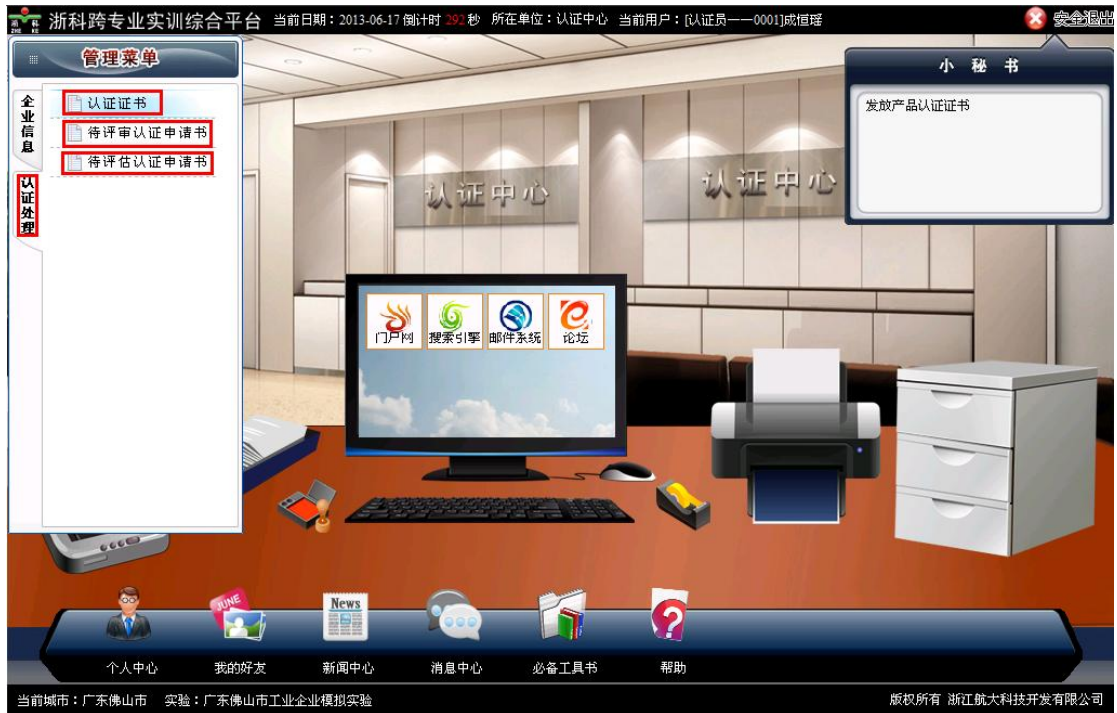 浙科 ZHE KE 浙科跨专业实训综合平台 当前日期：2013-06-17 倒计时 292 秒 所在单位：认证中心 当前用户：[认证员——0001]成恒瑶 安全退出
管理菜单
企业信息
认证处理
认证证书
待评审认证申请书
待评估认证申请书
小 秘 书
发放产品认证证书
认证中心
认证中心
门户网 搜索引擎 邮件系统 论坛
JUNE
News
个人中心 我的好友 新闻中心 消息中心 必备工具书 帮助
当前城市：广东佛山市 实验：广东佛山市工业企业模拟实验 版权所有 浙江航大科技开发有限公司